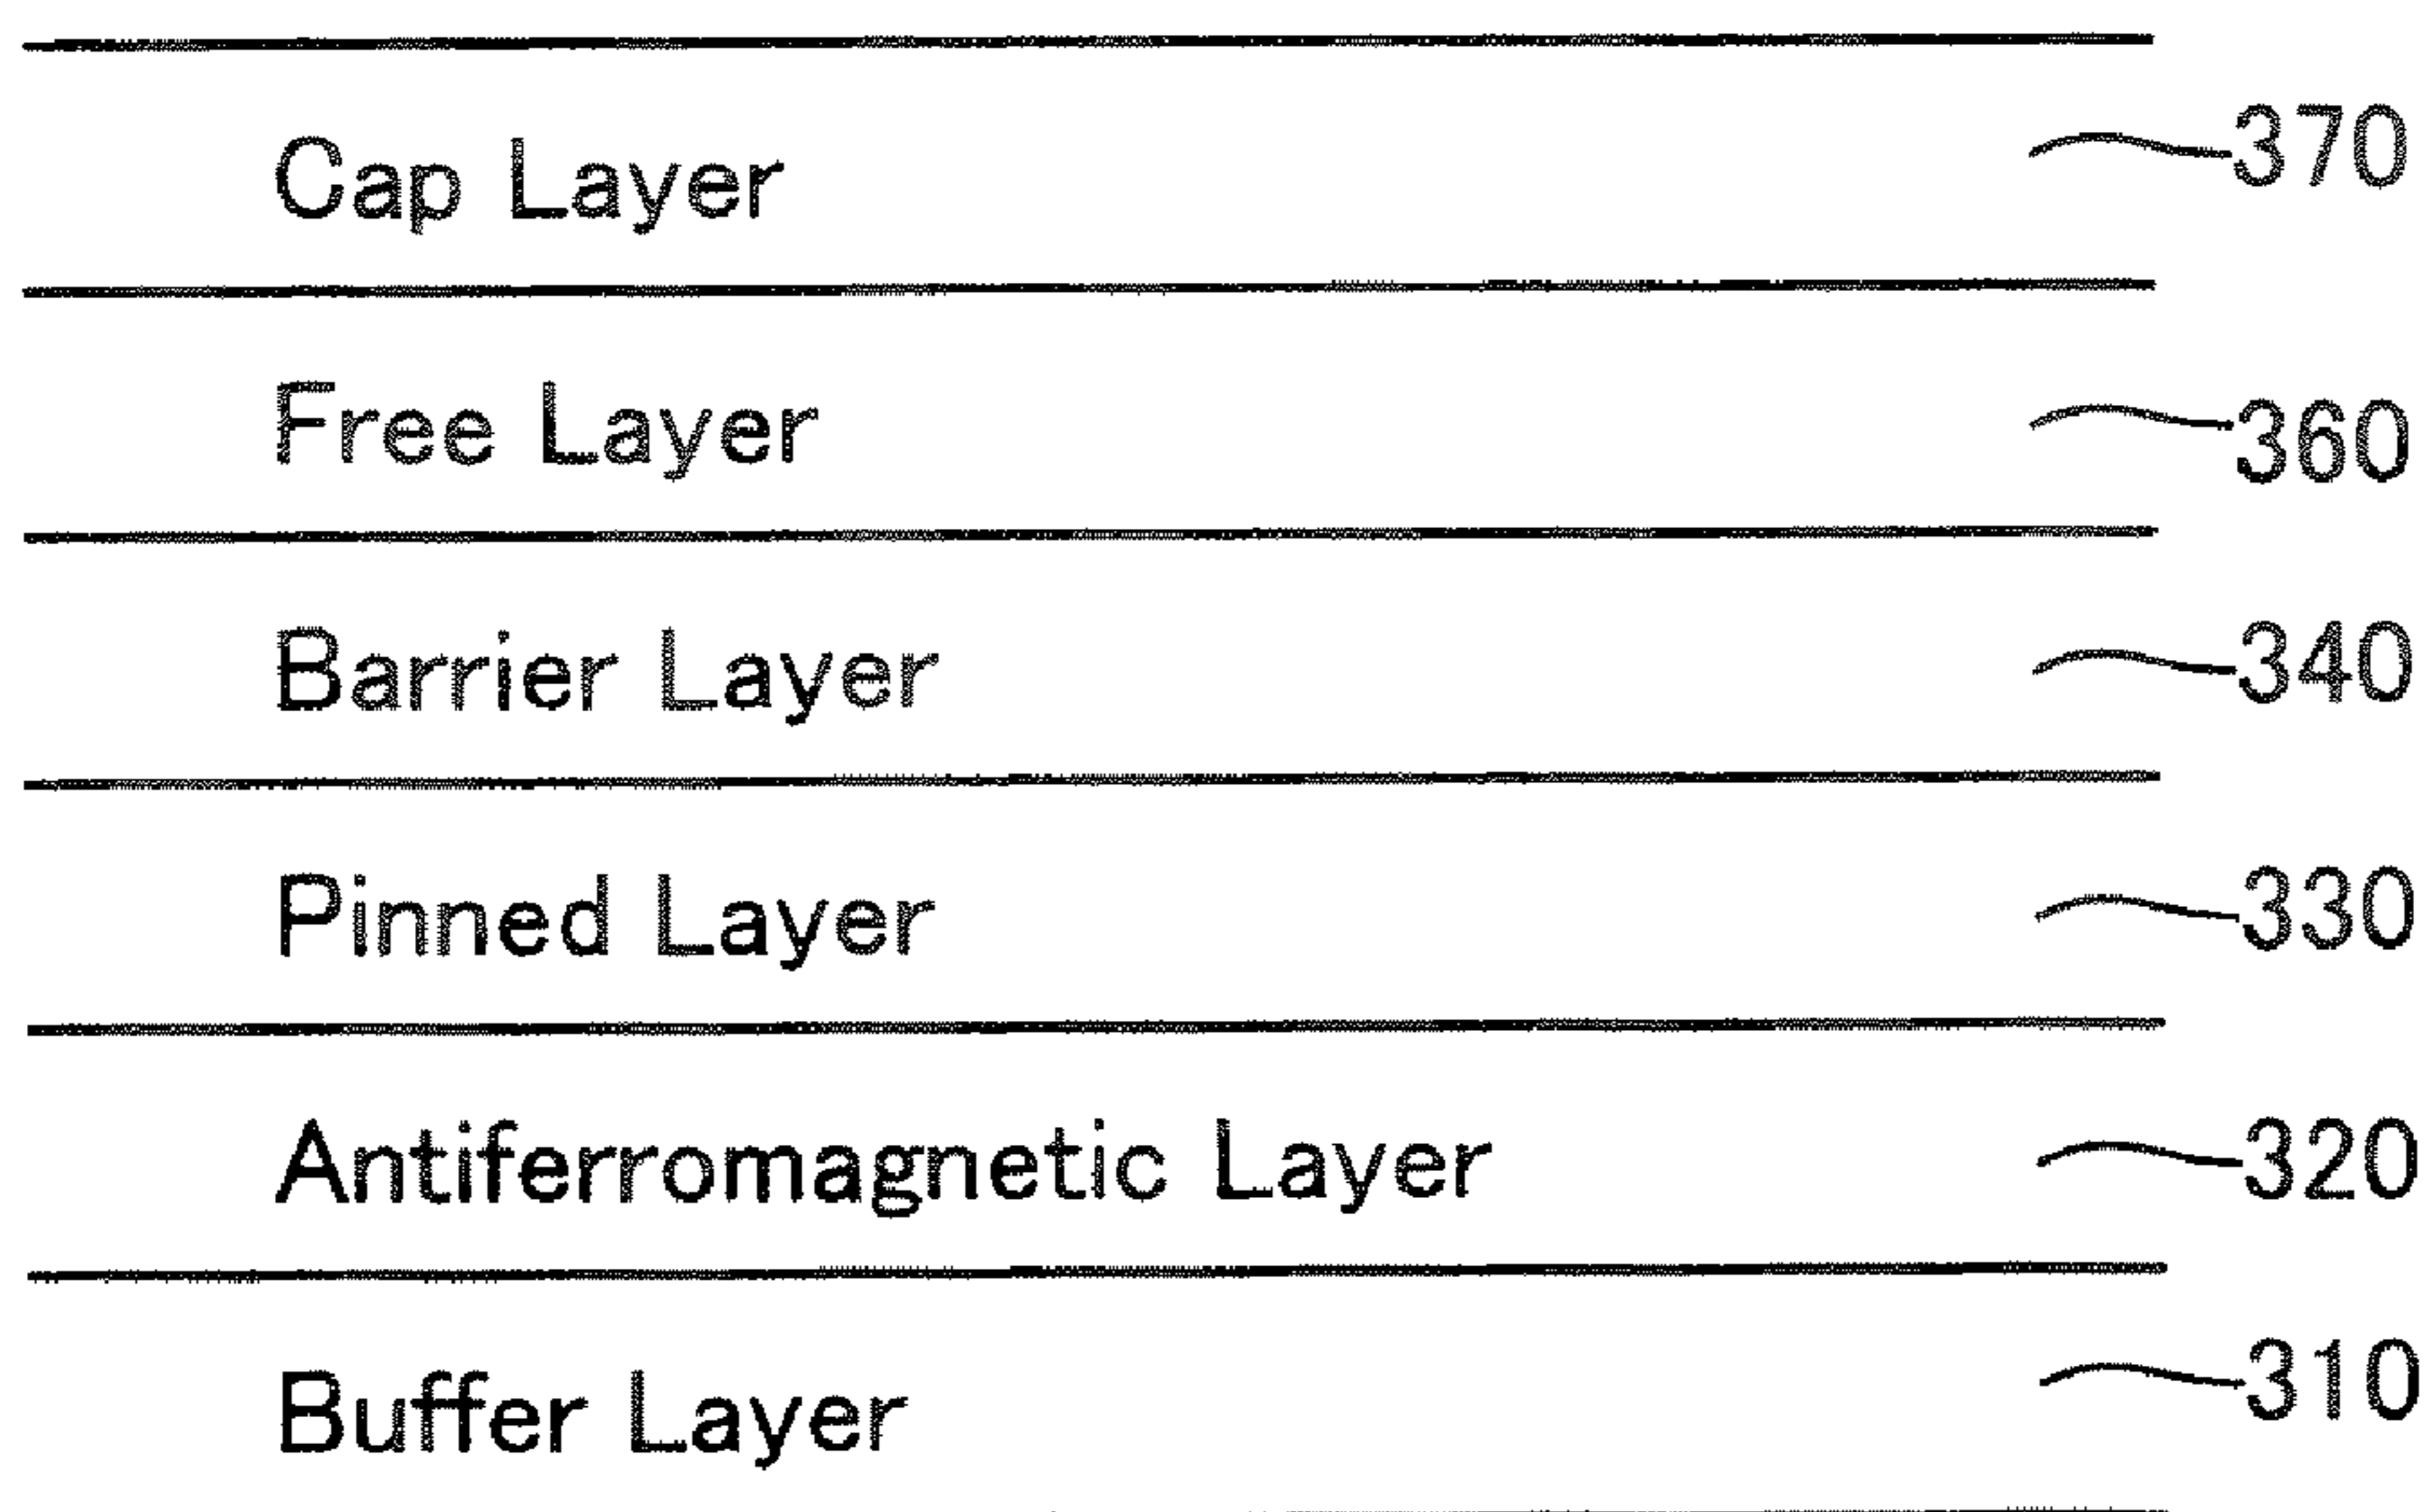 Cap Layer 370
Free Layer 360
Barrier Layer 340
Pinned Layer 330
Antiferromagnetic Layer 320
Buffer Layer 310